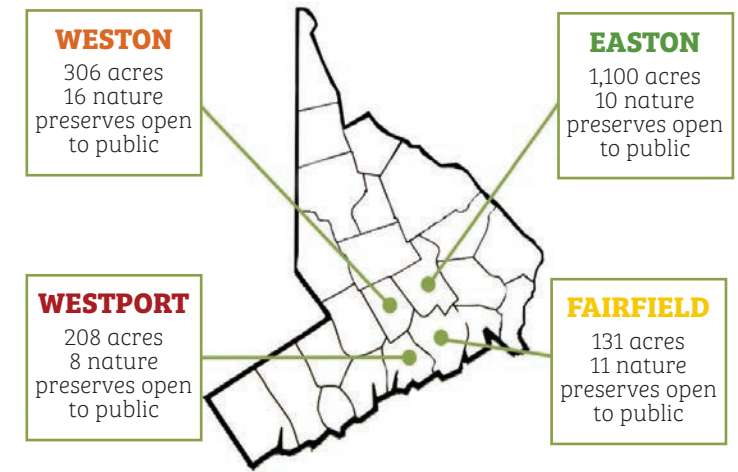 WESTON
306 acres
16 nature
preserves open
to public
EASTON
1,100 acres
10 nature
preserves open
to public
WESTPORT
208 acres
8 nature
preserves open
to public
FAIRFIELD
131 acres
11 nature
preserves open
to public